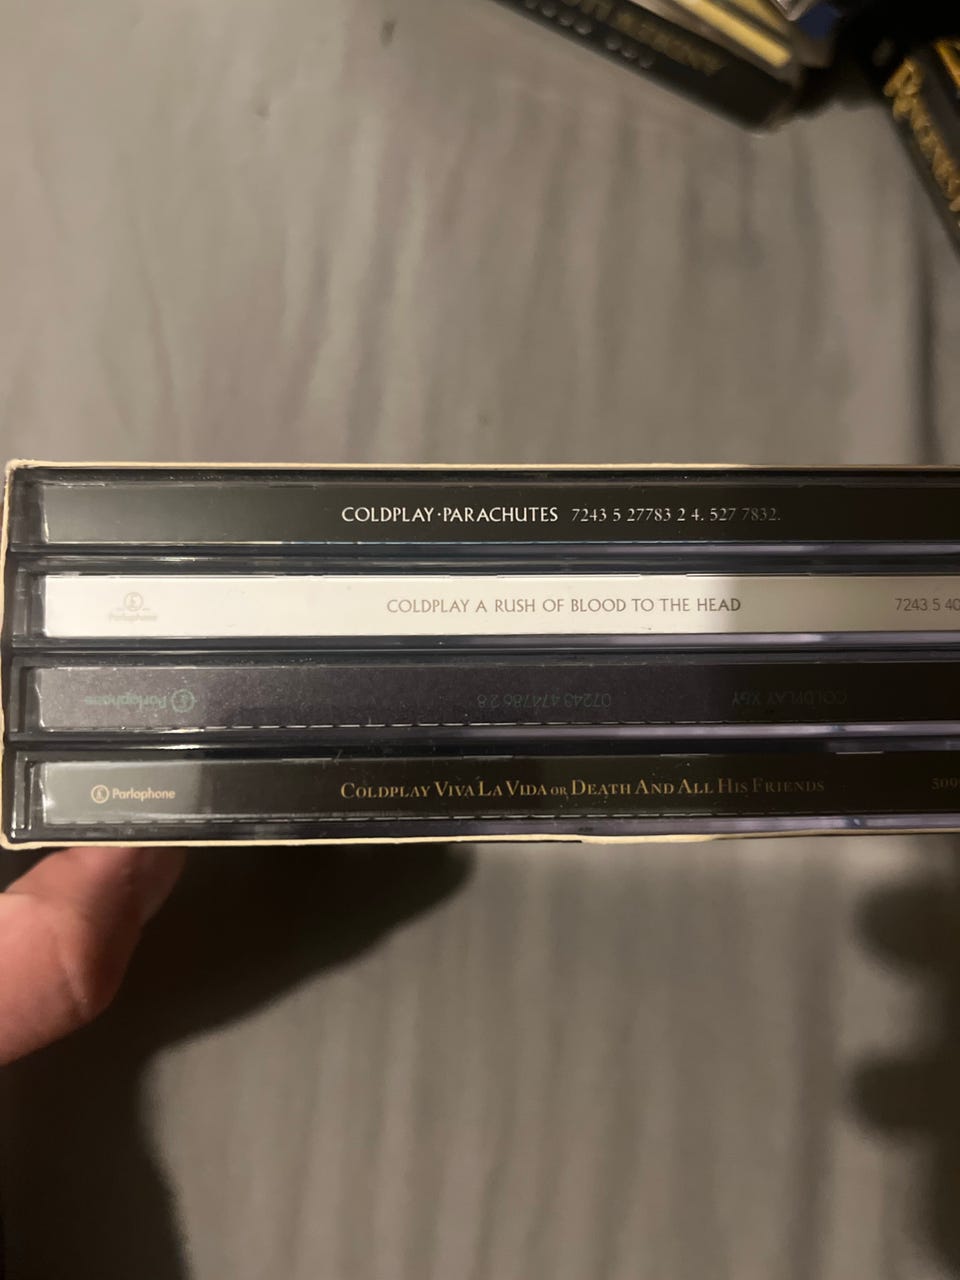 COLDPLAY·PARACHUTES 7243 5 27783 2 4. 527 7832.
Parlophone COLDPLAY A RUSH OF BLOOD TO THE HEAD 7243 5 40
COLDPLAY X&Y 07243 474786 2 8 Parlophone
Parlophone COLDPLAY VIVA LA VIDA OR DEATH AND ALL HIS FRIENDS 509